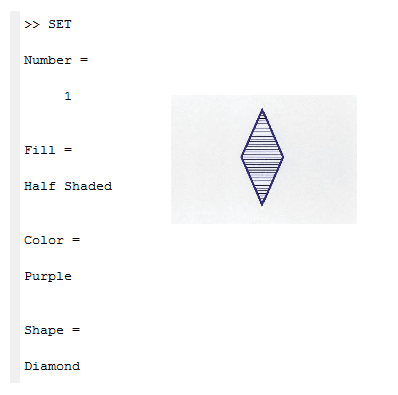 >> SET
Number =
1
Fill =
Half Shaded
Color =
Purple
Shape =
Diamond